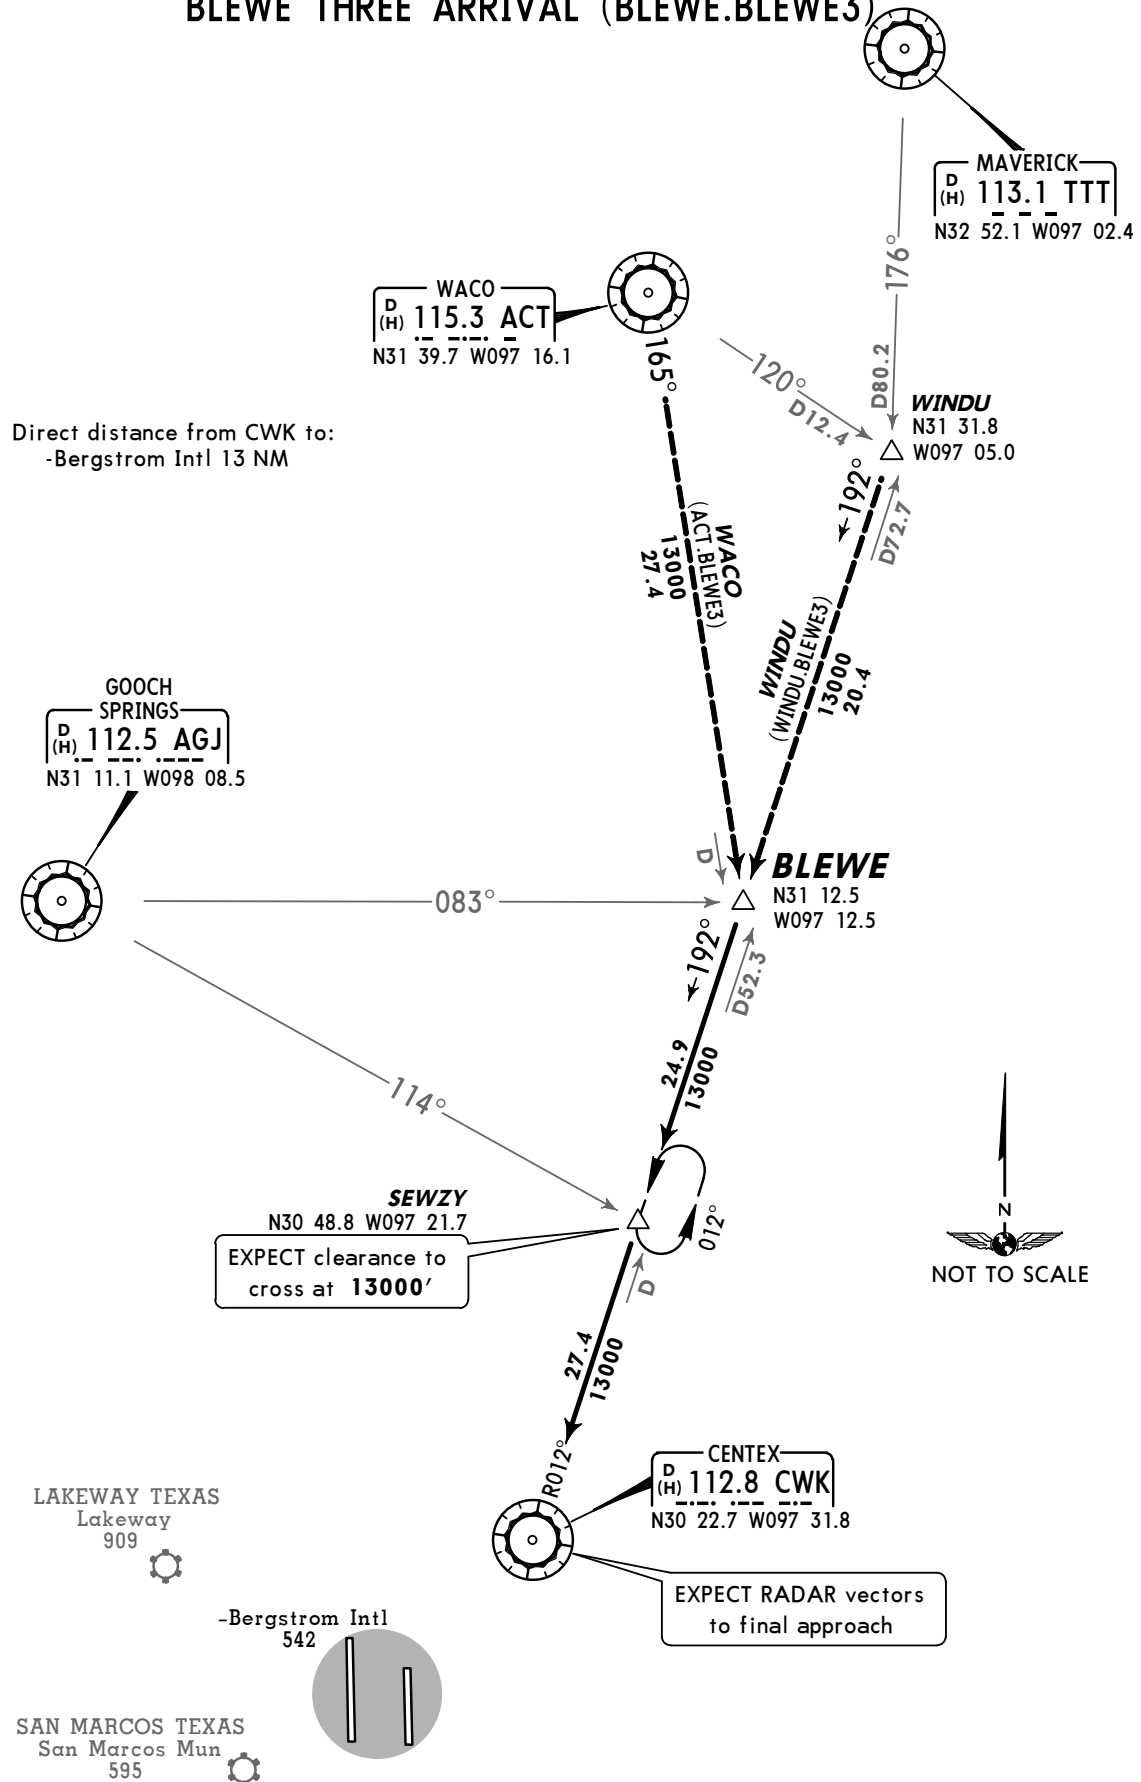 BLEWE THREE ARRIVAL (BLEWE.BLEWE3)
MAVERICK
D
(H) 113.1 TTT
N32 52.1 W097 02.4
176°
D80.2
WACO
D
(H) 115.3 ACT
N31 39.7 W097 16.1
165°
120°
D12.4
WINDU
N31 31.8
W097 05.0
Direct distance from CWK to:
-Bergstrom Intl 13 NM
192°
D72.7
WACO
(ACT.BLEWE3)
13000
27.4
WINDU
(WINDU.BLEWE3)
13000
20.4
GOOCH
SPRINGS
D
(H) 112.5 AGJ
N31 11.1 W098 08.5
D
BLEWE
N31 12.5
W097 12.5
083°
192°
D52.3
24.9
13000
114°
SEWZY
N30 48.8 W097 21.7
EXPECT clearance to
cross at 13000'
012°
D
N
NOT TO SCALE
27.4
13000
R012°
CENTEX
D
(H) 112.8 CWK
N30 22.7 W097 31.8
EXPECT RADAR vectors
to final approach
LAKEWAY TEXAS
Lakeway
909
-Bergstrom Intl
542
SAN MARCOS TEXAS
San Marcos Mun
595